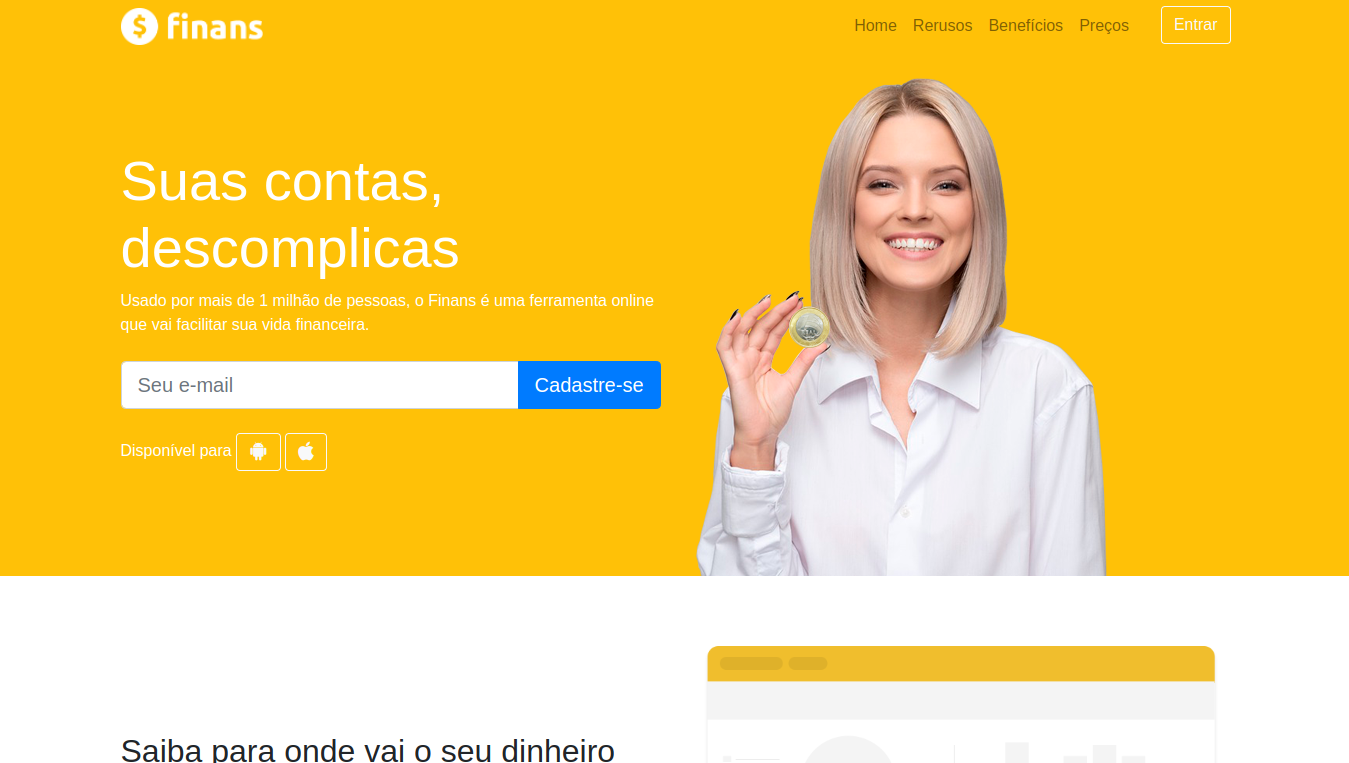 finans
Home Rerusos Benefícios Preços Entrar
Suas contas,
descomplicas
Usado por mais de 1 milhão de pessoas, o Finans é uma ferramenta online
que vai facilitar sua vida financeira.
Seu e-mail Cadastre-se
Disponível para
Saiba para onde vai o seu dinheiro